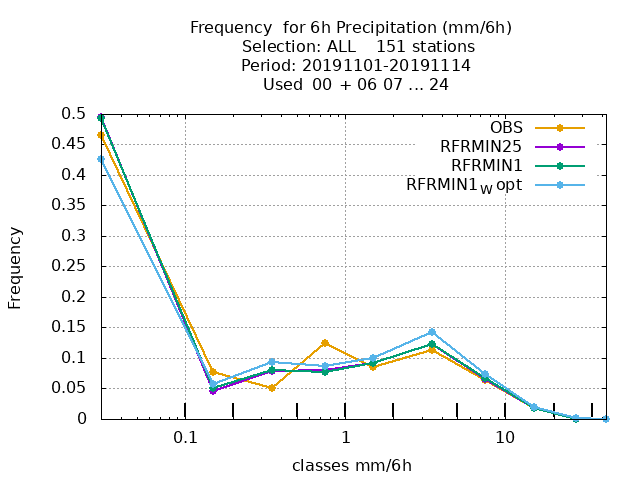 Frequency  for 6h Precipitation (mm/6h)
Selection: ALL    151 stations
Period: 20191101-20191114
Used  00 + 06 07 ... 24
0.5
0.45
0.4
0.35
0.3
0.25
0.2
0.15
0.1
0.05
0
Frequency
OBS
RFRMIN25
RFRMIN1
RFRMIN1w opt
0.1
1
10
classes mm/6h